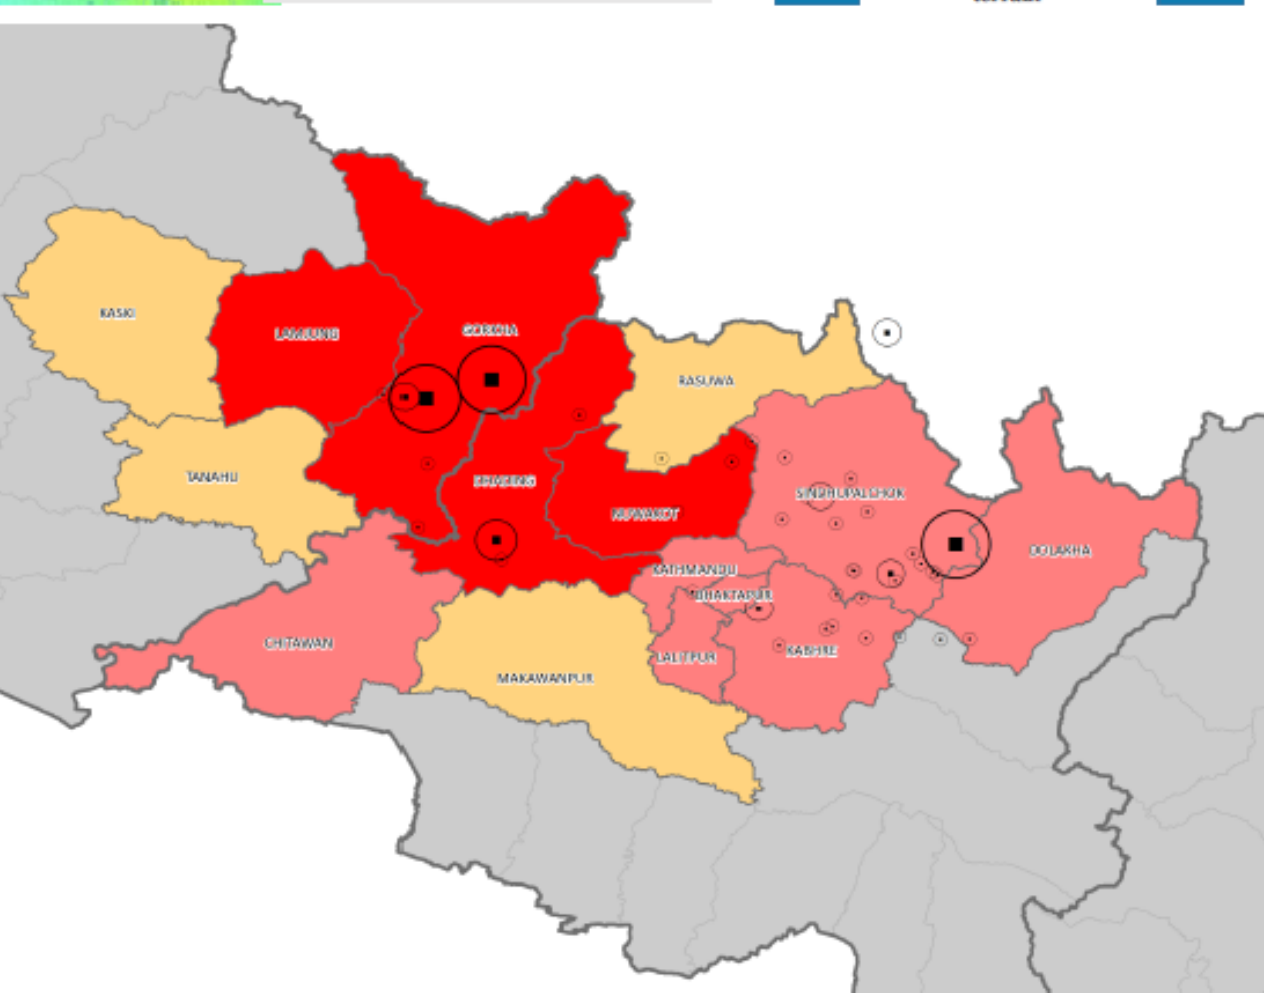 KASKI
LAMJUNG
GORKHA
RASUWA
TANAHU
DHADING
NUWAKOT
SINDHUPALCHOK
DOLAKHA
KATHMANDU
BHAKTAPUR
CHITAWAN
LALITPUR
KABHRE
MAKAWANPUR